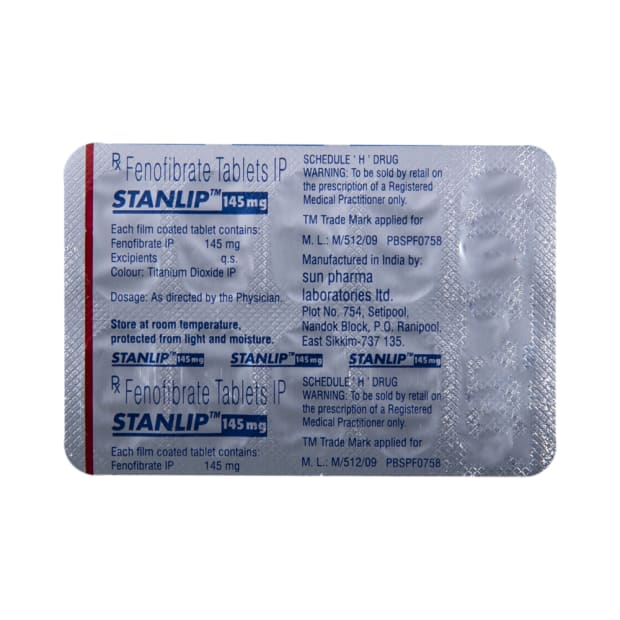 Rx Fenofibrate Tablets IP
STANLIP™ 145 mg
Each film coated tablet contains:
Fenofibrate IP 145 mg
Excipients q.s.
Colour: Titanium Dioxide IP
Dosage: As directed by the Physician.
Store at room temperature,
protected from light and moisture.
SCHEDULE 'H' DRUG
WARNING: To be sold by retail on
the prescription of a Registered
Medical Practitioner only.
TM Trade Mark applied for
M. L.: M/512/09 PBSPF0758
Manufactured in India by:
sun pharma
laboratories ltd.
Plot No. 754, Setipool,
Nandok Block, P.O. Ranipool,
East Sikkim-737 135.
STANLIP™ 145 mg STANLIP™ 145 mg STANLIP™ 145 mg
Rx Fenofibrate Tablets IP
STANLIP™ 145 mg
Each film coated tablet contains:
Fenofibrate IP 145 mg
SCHEDULE 'H' DRUG
WARNING: To be sold by retail on
the prescription of a Registered
Medical Practitioner only.
TM Trade Mark applied for
M. L.: M/512/09 PBSPF0758